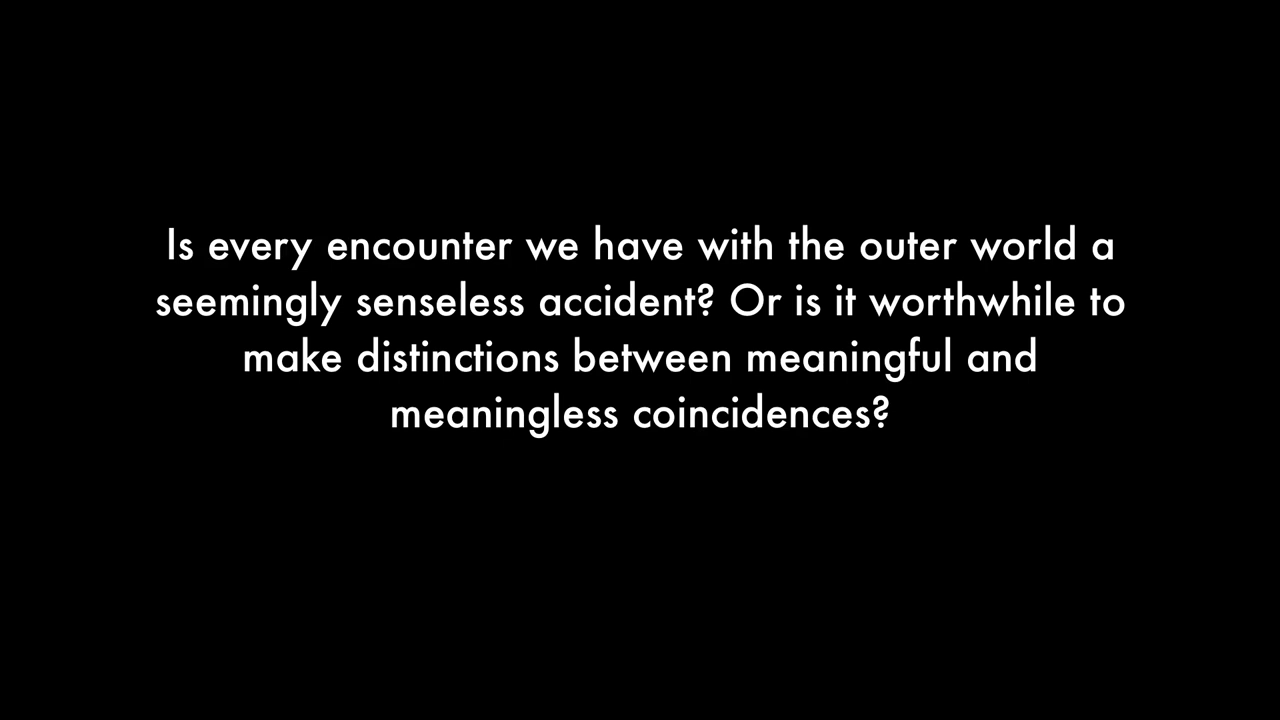 Is every encounter we have with the outer world a
seemingly senseless accident? Or is it worthwhile to
make distinctions between meaningful and
meaningless coincidences?